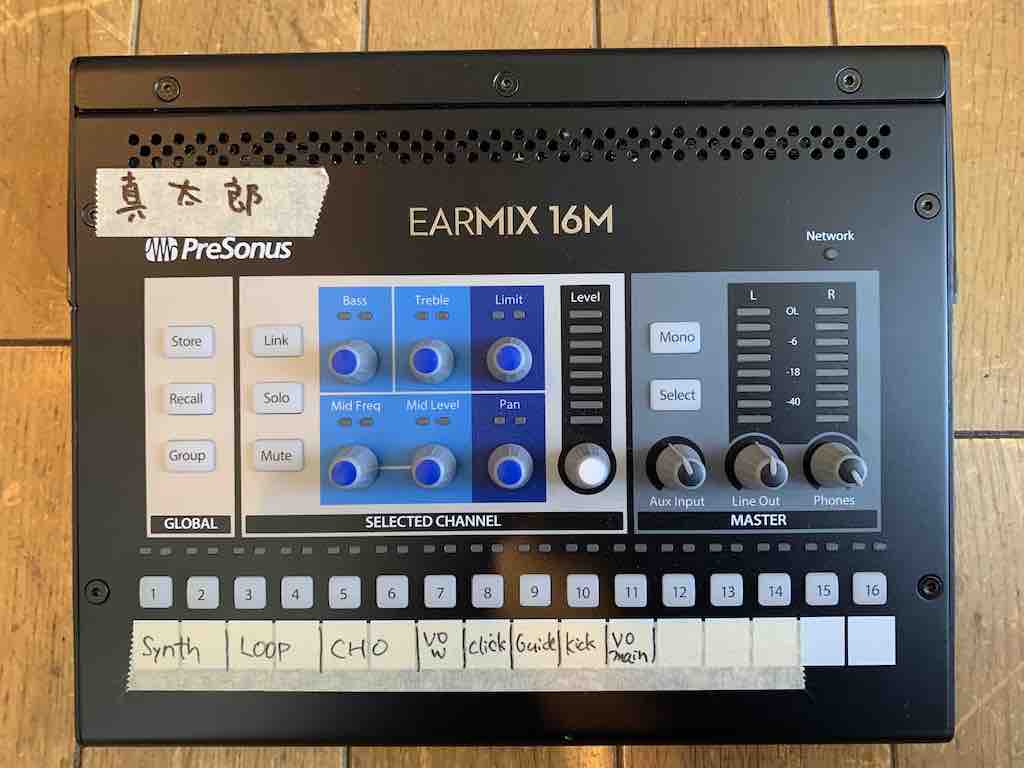 真太郎
EARMIX 16M
PreSonus
Network
Bass Treble Limit Level
L R
OL
Store Link Mono
-6
-18
Recall Solo Select
-40
Mid Freq Mid Level Pan
Group Mute
Aux Input Line Out Phones
GLOBAL SELECTED CHANNEL MASTER
1 2 3 4 5 6 7 8 9 10 11 12 13 14 15 16
Synth LOOP CHO VO W click Guide kick VO main